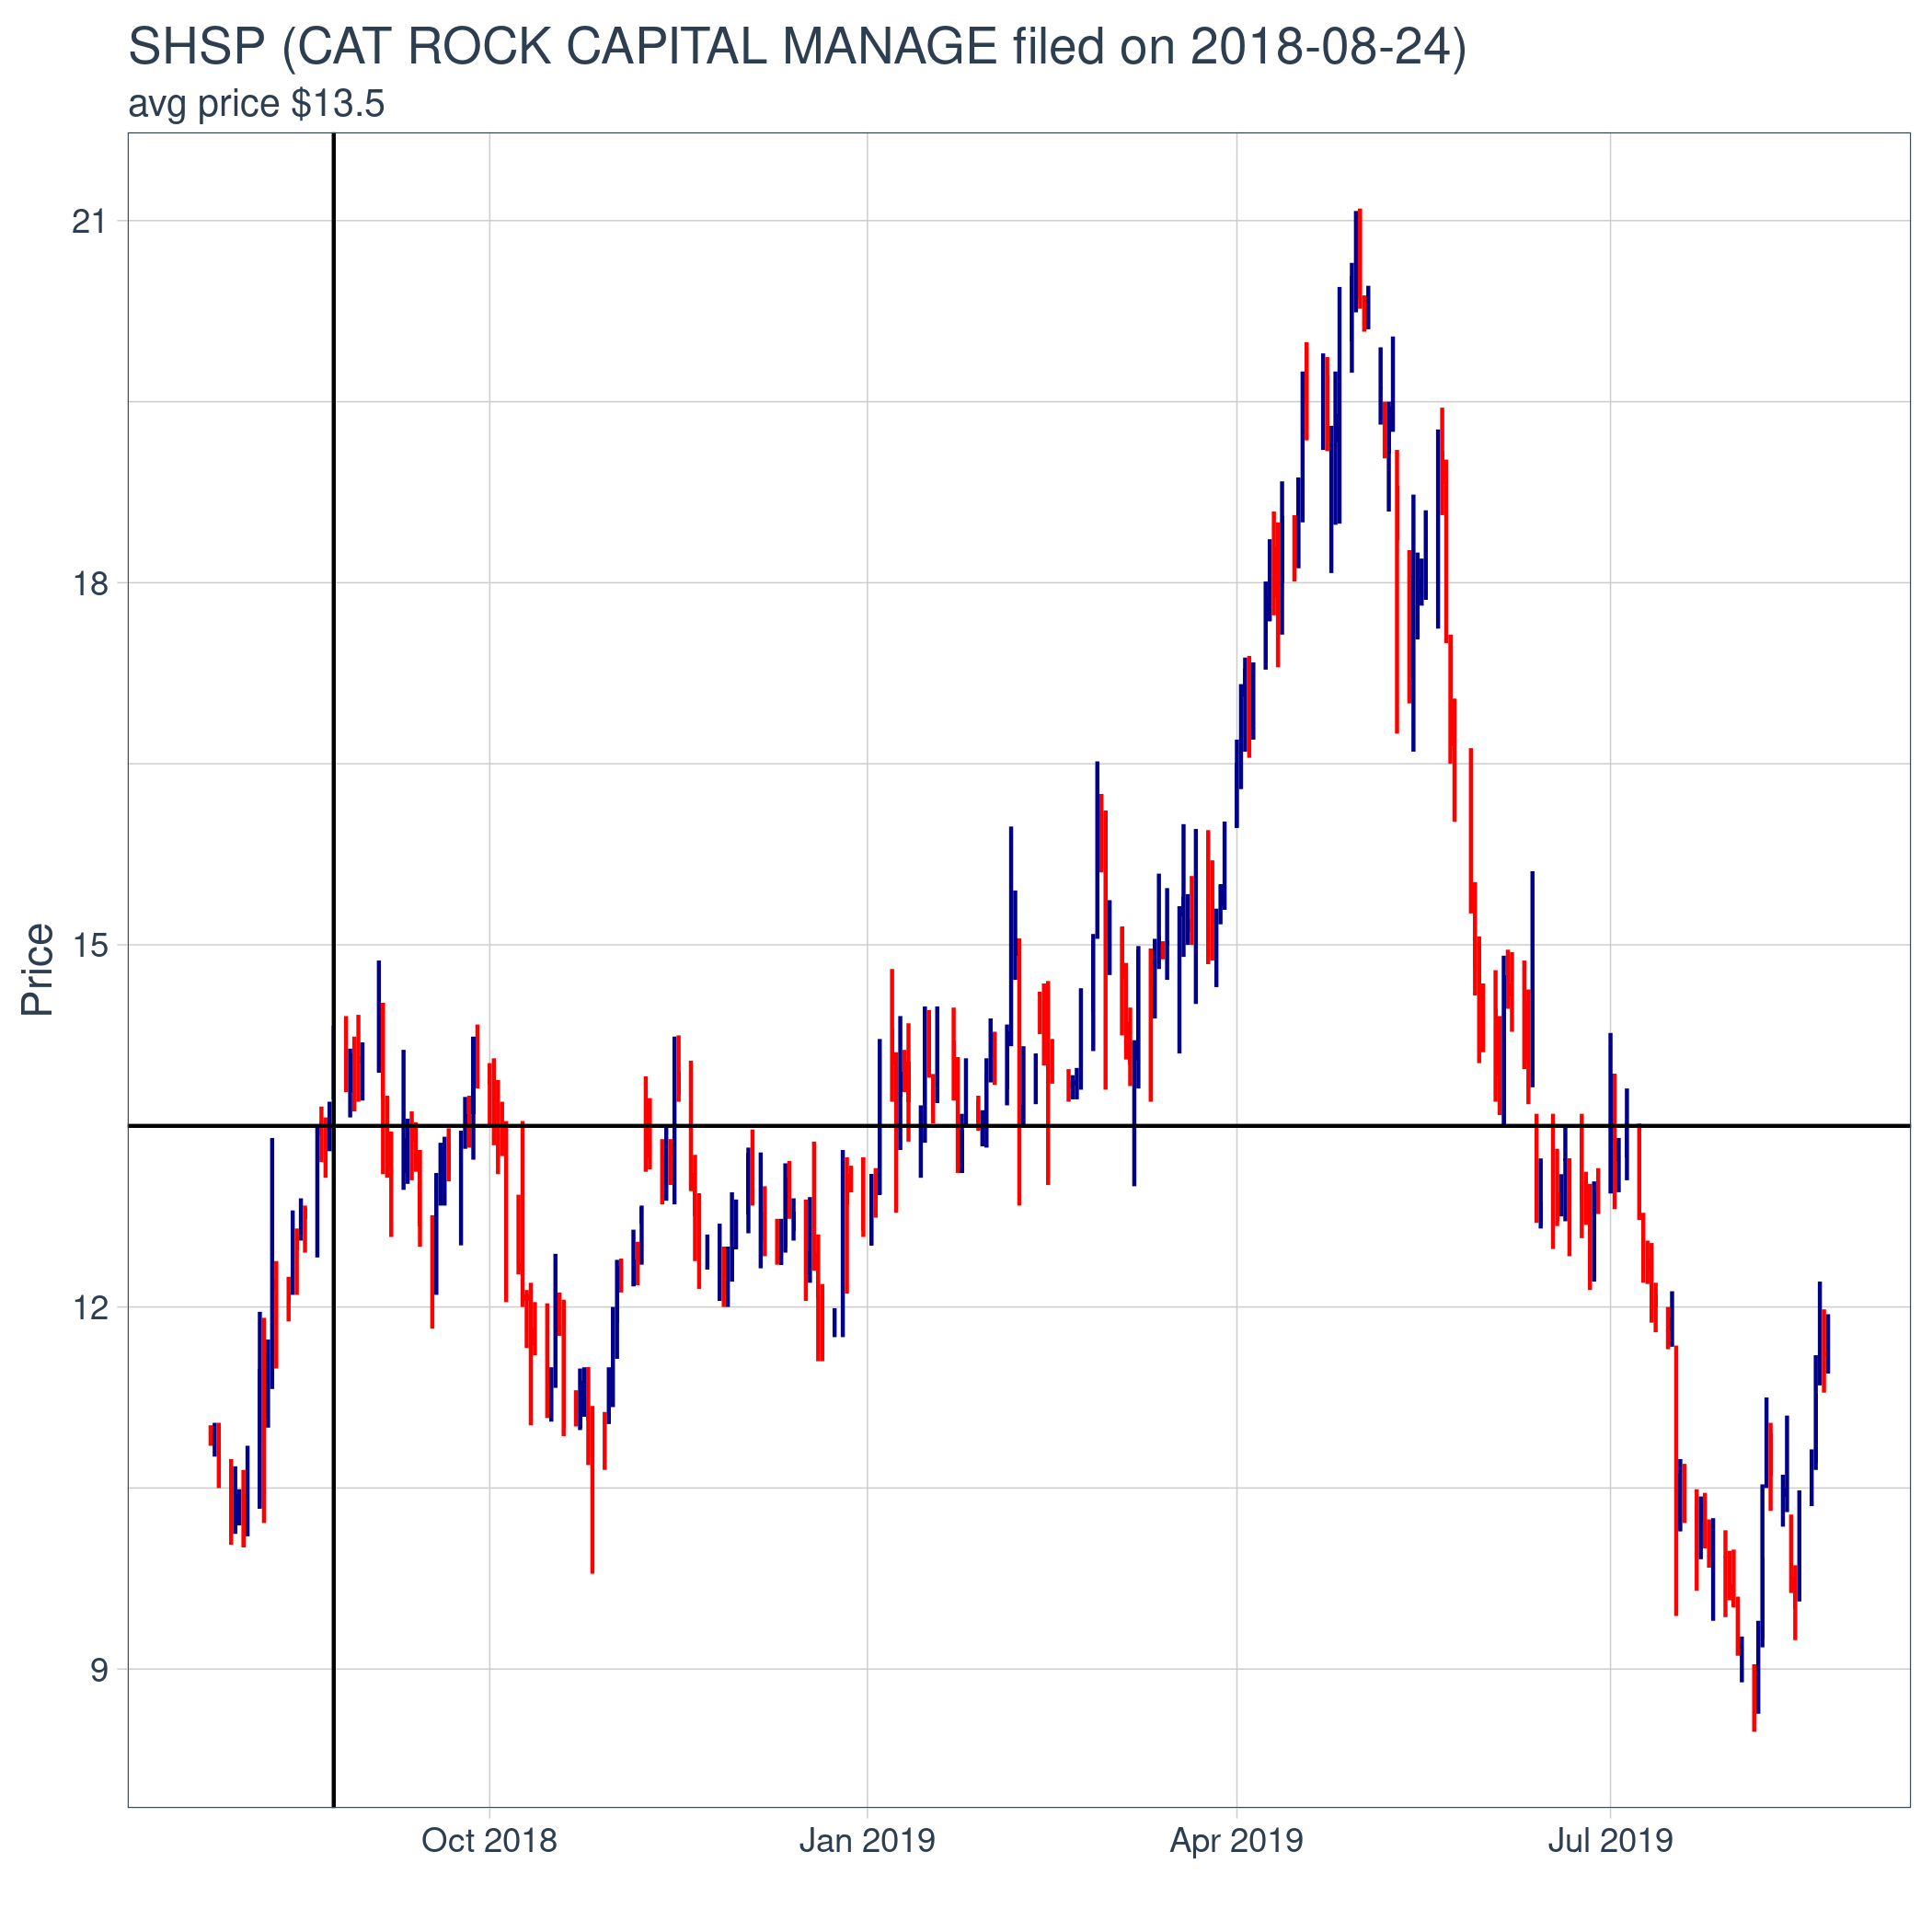 SHSP (CAT ROCK CAPITAL MANAGE filed on 2018-08-24)
avg price $13.5
21
18
15
12
9
Price
Oct 2018
Jan 2019
Apr 2019
Jul 2019